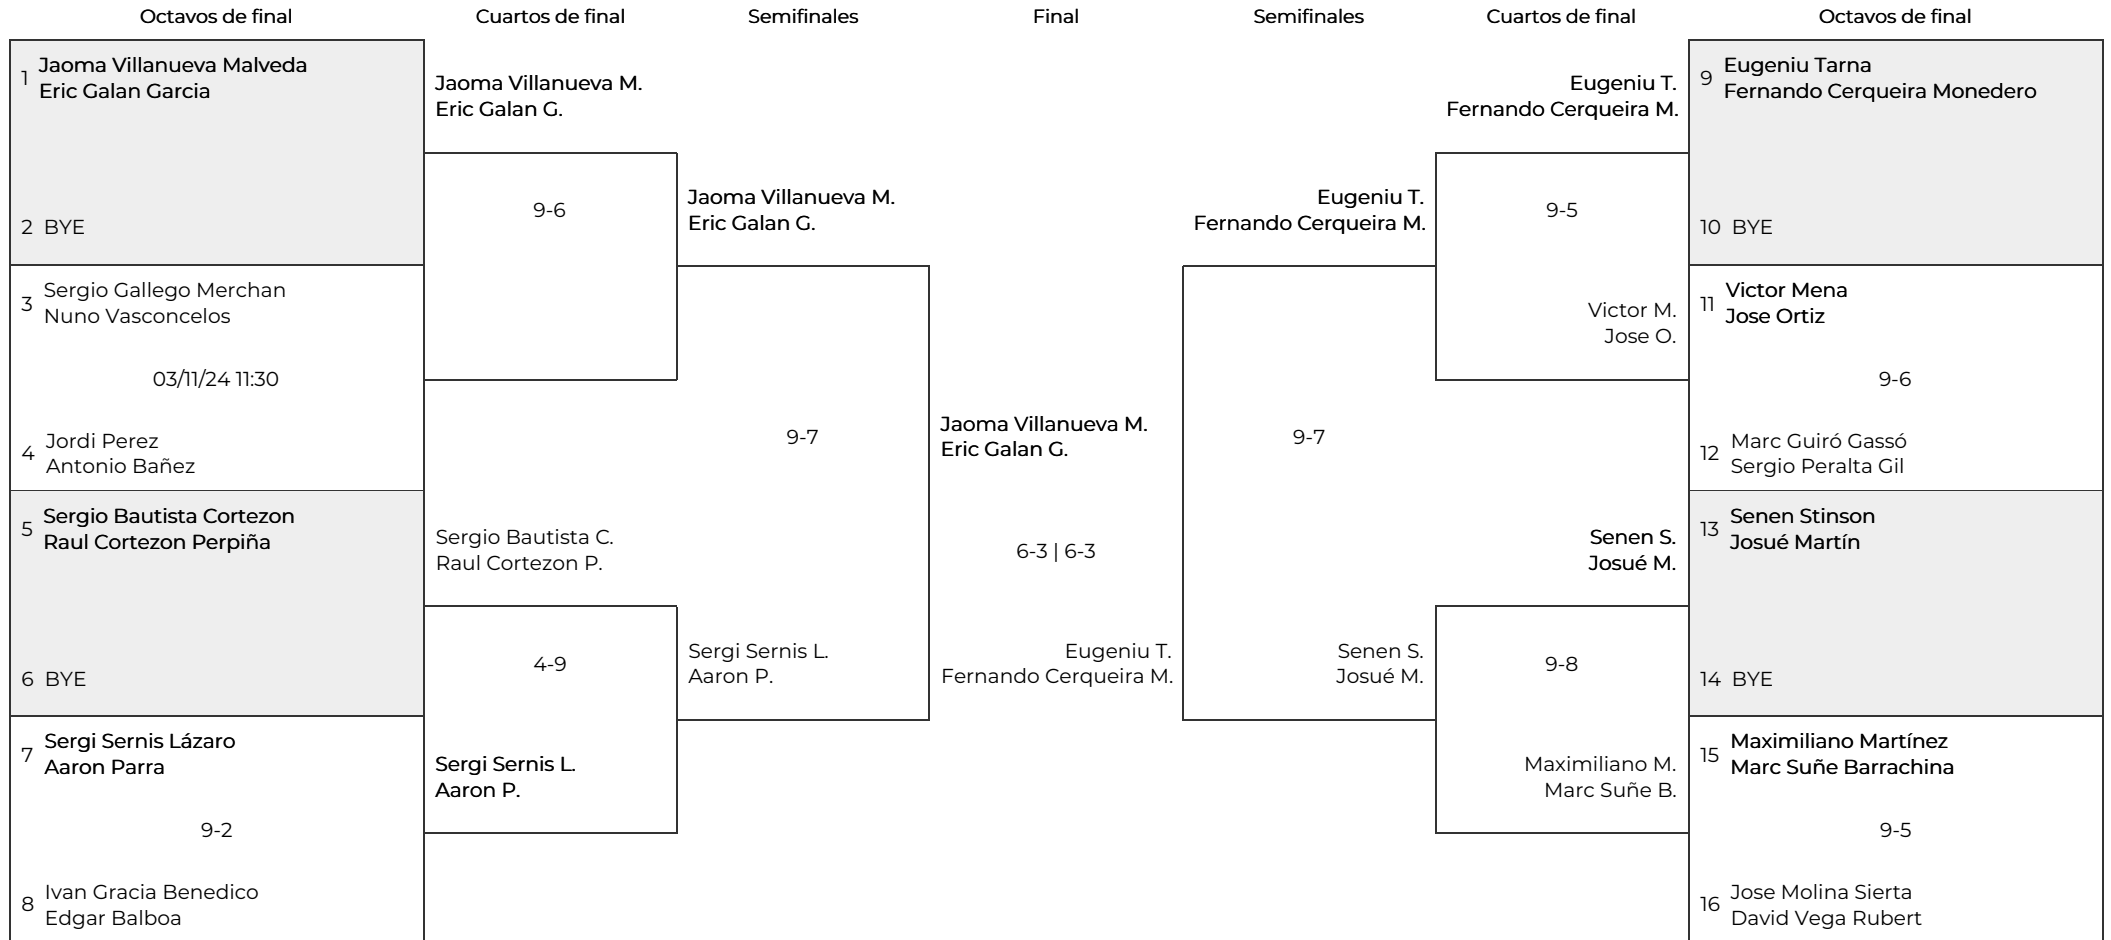 Octavos de final
Cuartos de final
Semifinales
Final
Semifinales
Cuartos de final
Octavos de final
1
Jaoma Villanueva Malveda
Eric Galan Garcia
2 BYE
3
Sergio Gallego Merchan
Nuno Vasconcelos
03/11/24 11:30
4
Jordi Perez
Antonio Bañez
5
Sergio Bautista Cortezon
Raul Cortezon Perpiña
6 BYE
7
Sergi Sernis Lázaro
Aaron Parra
9-2
8
Ivan Gracia Benedico
Edgar Balboa
Jaoma Villanueva M.
Eric Galan G.
9-6
Sergio Bautista C.
Raul Cortezon P.
4-9
Sergi Sernis L.
Aaron P.
Jaoma Villanueva M.
Eric Galan G.
9-7
Sergi Sernis L.
Aaron P.
Jaoma Villanueva M.
Eric Galan G.
6-3 | 6-3
Eugeniu T.
Fernando Cerqueira M.
Eugeniu T.
Fernando Cerqueira M.
9-7
Senen S.
Josué M.
Eugeniu T.
Fernando Cerqueira M.
9-5
Victor M.
Jose O.
Senen S.
Josué M.
9-8
Maximiliano M.
Marc Suñe B.
9
Eugeniu Tarna
Fernando Cerqueira Monedero
10 BYE
11
Victor Mena
Jose Ortiz
9-6
12
Marc Guiró Gassó
Sergio Peralta Gil
13
Senen Stinson
Josué Martín
14 BYE
15
Maximiliano Martínez
Marc Suñe Barrachina
9-5
16
Jose Molina Sierta
David Vega Rubert